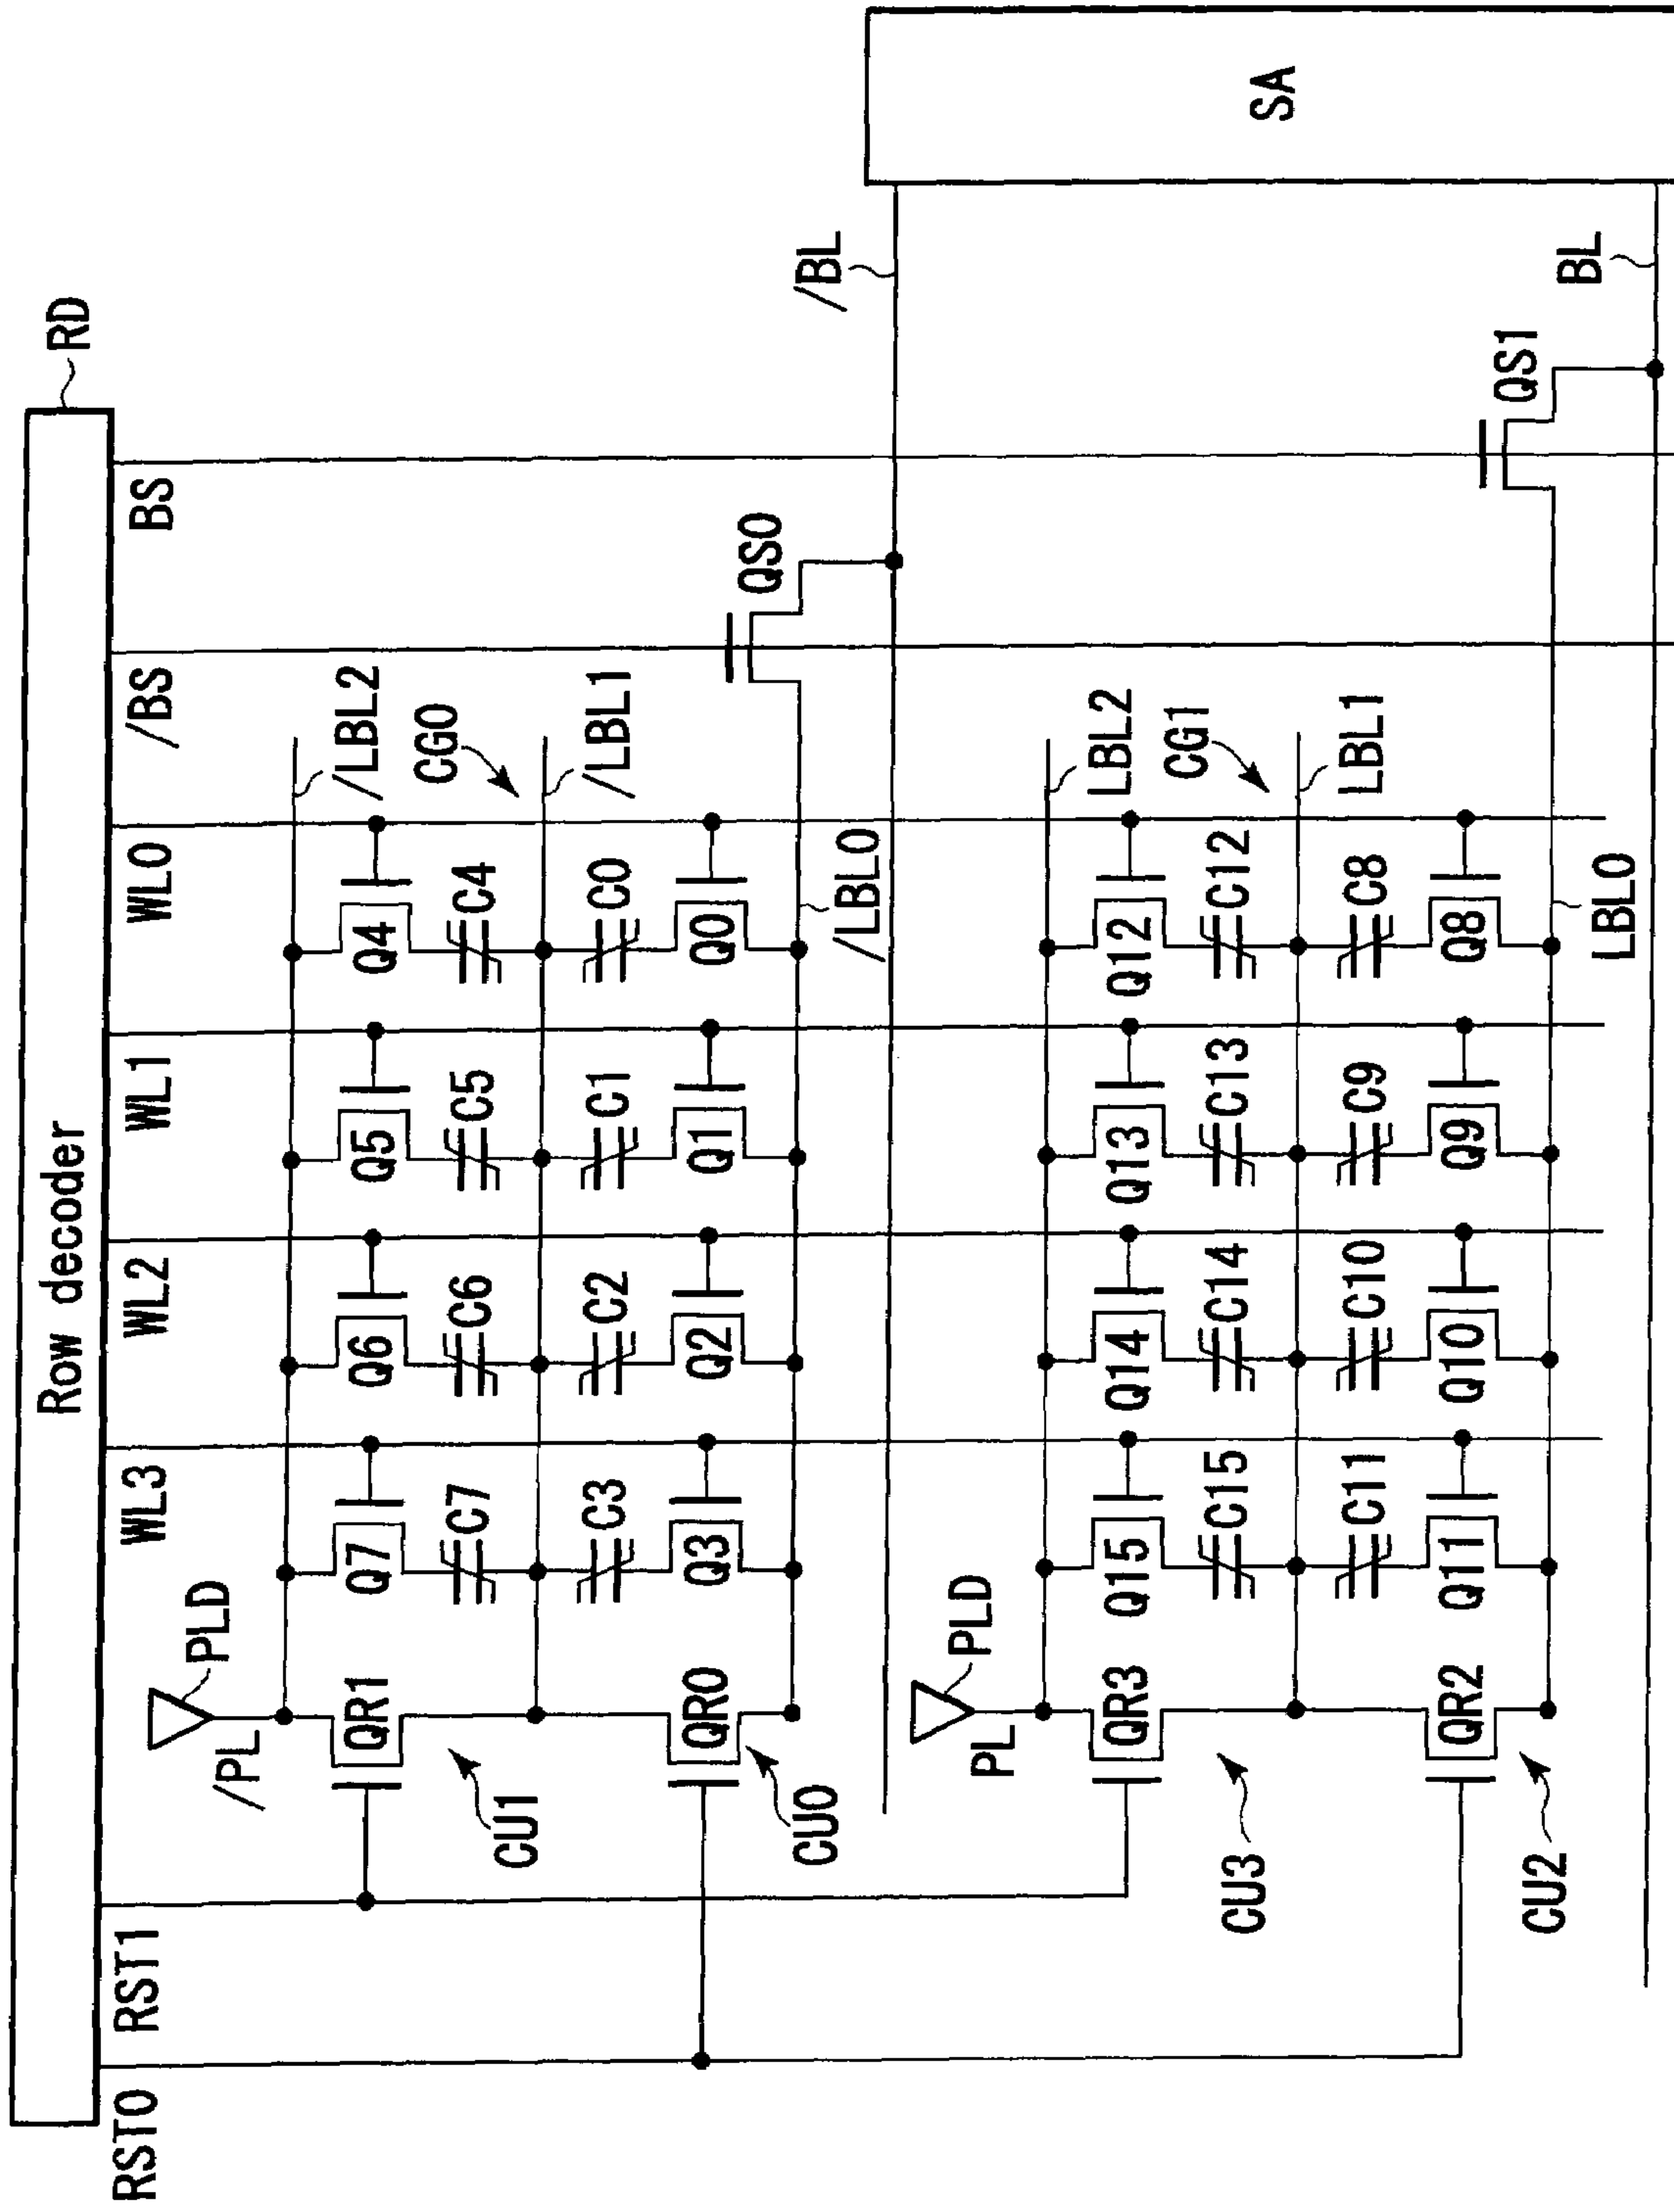 Row decoder
RD
RST0
RST1
WL3
WL2
WL1
WL0
/BS
BS
/PL
PLD
QR1
Q7
Q6
Q5
Q4
/LBL2
C7
C6
C5
C4
CG0
CU1
C3
C2
C1
C0
/LBL1
QR0
Q3
Q2
Q1
Q0
QS0
CU0
/LBL0
/BL
PL
PLD
QR3
Q15
Q14
Q13
Q12
LBL2
C15
C14
C13
C12
CG1
CU3
SA
C11
C10
C9
C8
LBL1
QR2
Q11
Q10
Q9
Q8
QS1
CU2
LBL0
BL